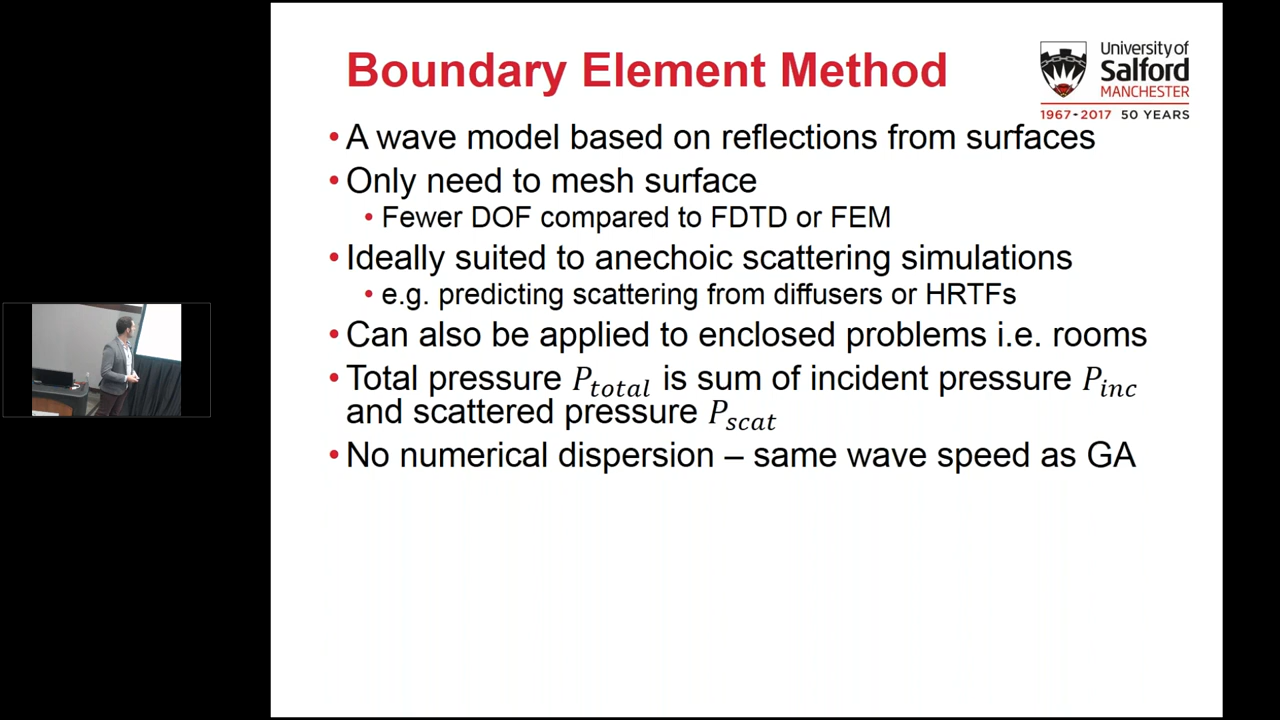 Boundary Element Method
University of
Salford
MANCHESTER
1967-2017 50 YEARS
• A wave model based on reflections from surfaces
• Only need to mesh surface
• Fewer DOF compared to FDTD or FEM
• Ideally suited to anechoic scattering simulations
• e.g. predicting scattering from diffusers or HRTFs
• Can also be applied to enclosed problems i.e. rooms
• Total pressure P_total is sum of incident pressure P_inc
and scattered pressure P_scat
• No numerical dispersion – same wave speed as GA